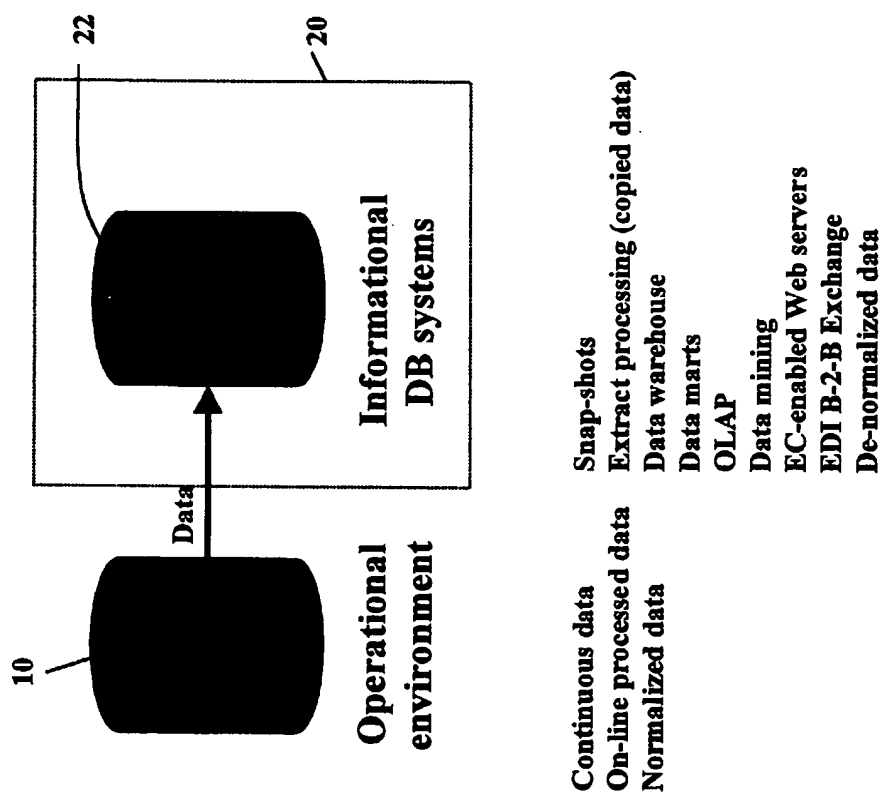 10
22
20
Data
Operational
environment
Informational
DB systems
Continuous data
On-line processed data
Normalized data
Snap-shots
Extract processing (copied data)
Data warehouse
Data marts
OLAP
Data mining
EC-enabled Web servers
EDI B-2-B Exchange
De-normalized data